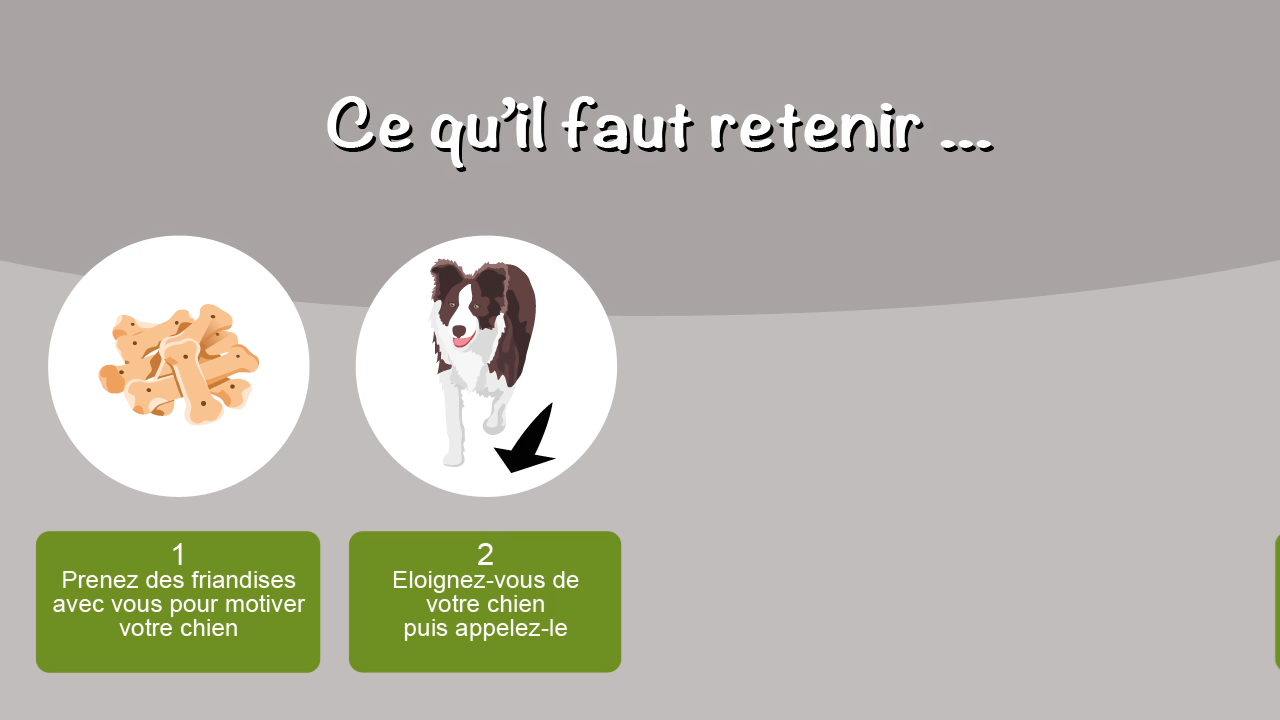 Ce qu'il faut retenir ...
1
Prenez des friandises
avec vous pour motiver
votre chien
2
Eloignez-vous de
votre chien
puis appelez-le